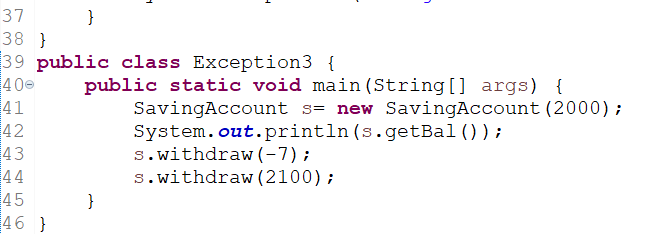 37 }
38 }
39 public class Exception3 {
40 public static void main(String[] args) {
41 SavingAccount s= new SavingAccount(2000);
42 System.out.println(s.getBal());
43 s.withdraw(-7);
44 s.withdraw(2100);
45 }
46 }